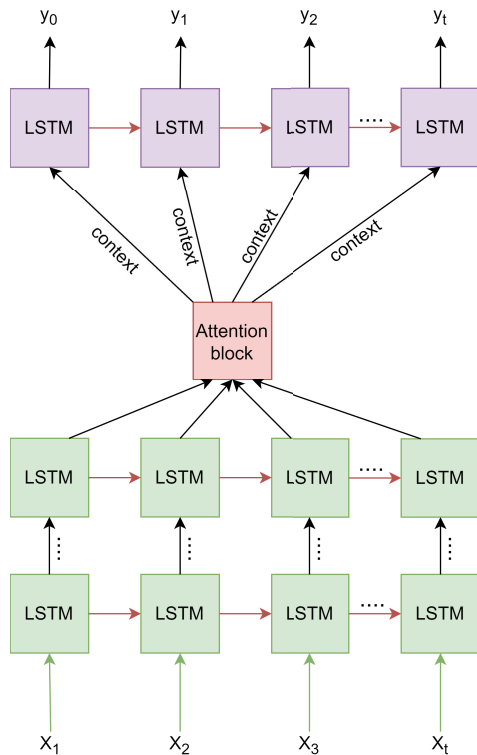 y0 y1 y2 yt
LSTM LSTM LSTM .... LSTM
context context context context
Attention
block
LSTM LSTM LSTM .... LSTM
.... .... .... ....
LSTM LSTM LSTM .... LSTM
X1 X2 X3 Xt